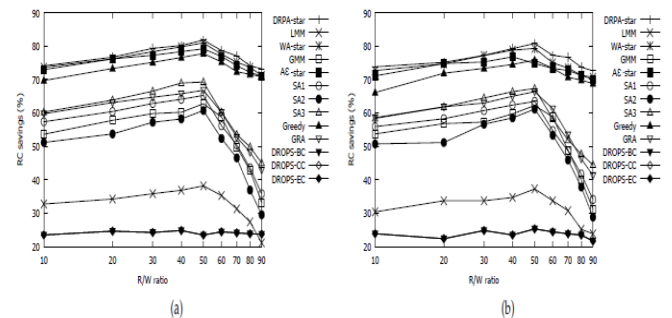 RC savings (%)
90
80
70
60
50
40
30
20
10
20
30
40
50
60
70
80
90
R/W ratio
DRPA-star
LMM
WA-star
GMM
Aε-star
SA1
SA2
SA3
Greedy
GRA
DROPS-BC
DROPS-CC
DROPS-EC
(a)
RC savings (%)
90
80
70
60
50
40
30
20
10
20
30
40
50
60
70
80
90
R/W ratio
DRPA-star
LMM
WA-star
GMM
Aε-star
SA1
SA2
SA3
Greedy
GRA
DROPS-BC
DROPS-CC
DROPS-EC
(b)